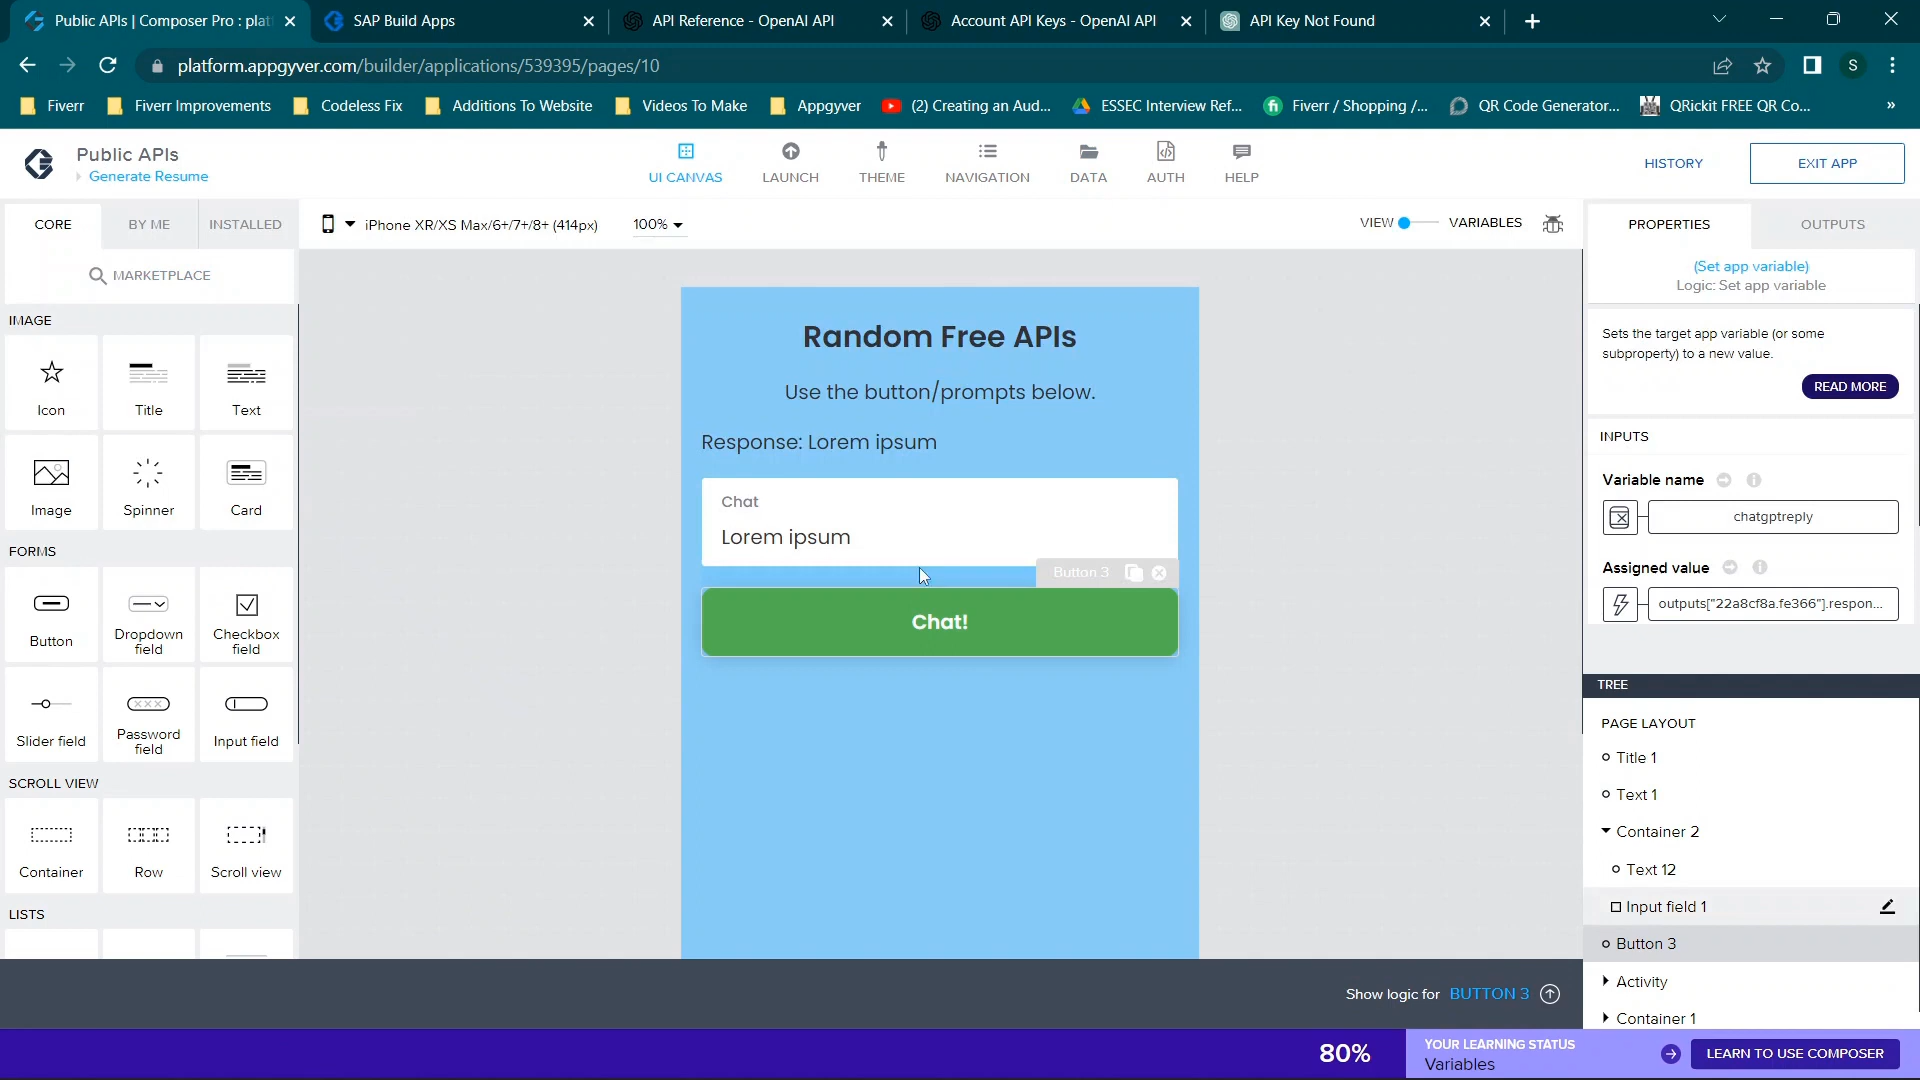 Public APIs | Composer Pro : plat
SAP Build Apps
API Reference - OpenAI API
Account API Keys - OpenAI API
API Key Not Found
platform.appgyver.com/builder/applications/539395/pages/10
S
Fiverr
Fiverr Improvements
Codeless Fix
Additions To Website
Videos To Make
Appgyver
(2) Creating an Aud...
ESSEC Interview Ref...
Fiverr / Shopping /...
QR Code Generator...
QRickit FREE QR Co...
»
Public APIs
Generate Resume
UI CANVAS
LAUNCH
THEME
NAVIGATION
DATA
AUTH
HELP
HISTORY
EXIT APP
CORE
BY ME
INSTALLED
iPhone XR/XS Max/6+/7+/8+ (414px)
100%
VIEW
VARIABLES
PROPERTIES
OUTPUTS
MARKETPLACE
(Set app variable)
Logic: Set app variable
Sets the target app variable (or some
subproperty) to a new value.
READ MORE
INPUTS
Variable name
chatgptreply
Assigned value
outputs["22a8cf8a.fe366"].respon...
IMAGE
Icon
Title
Text
Image
Spinner
Card
FORMS
Button
Dropdown
field
Checkbox
field
Slider field
Password
field
Input field
SCROLL VIEW
Container
Row
Scroll view
LISTS
Random Free APIs
Use the button/prompts below.
Response: Lorem ipsum
Chat
Lorem ipsum
Button 3
Chat!
TREE
PAGE LAYOUT
Title 1
Text 1
Container 2
Text 12
Input field 1
Button 3
Activity
Container 1
Show logic for BUTTON 3
80%
YOUR LEARNING STATUS
Variables
LEARN TO USE COMPOSER